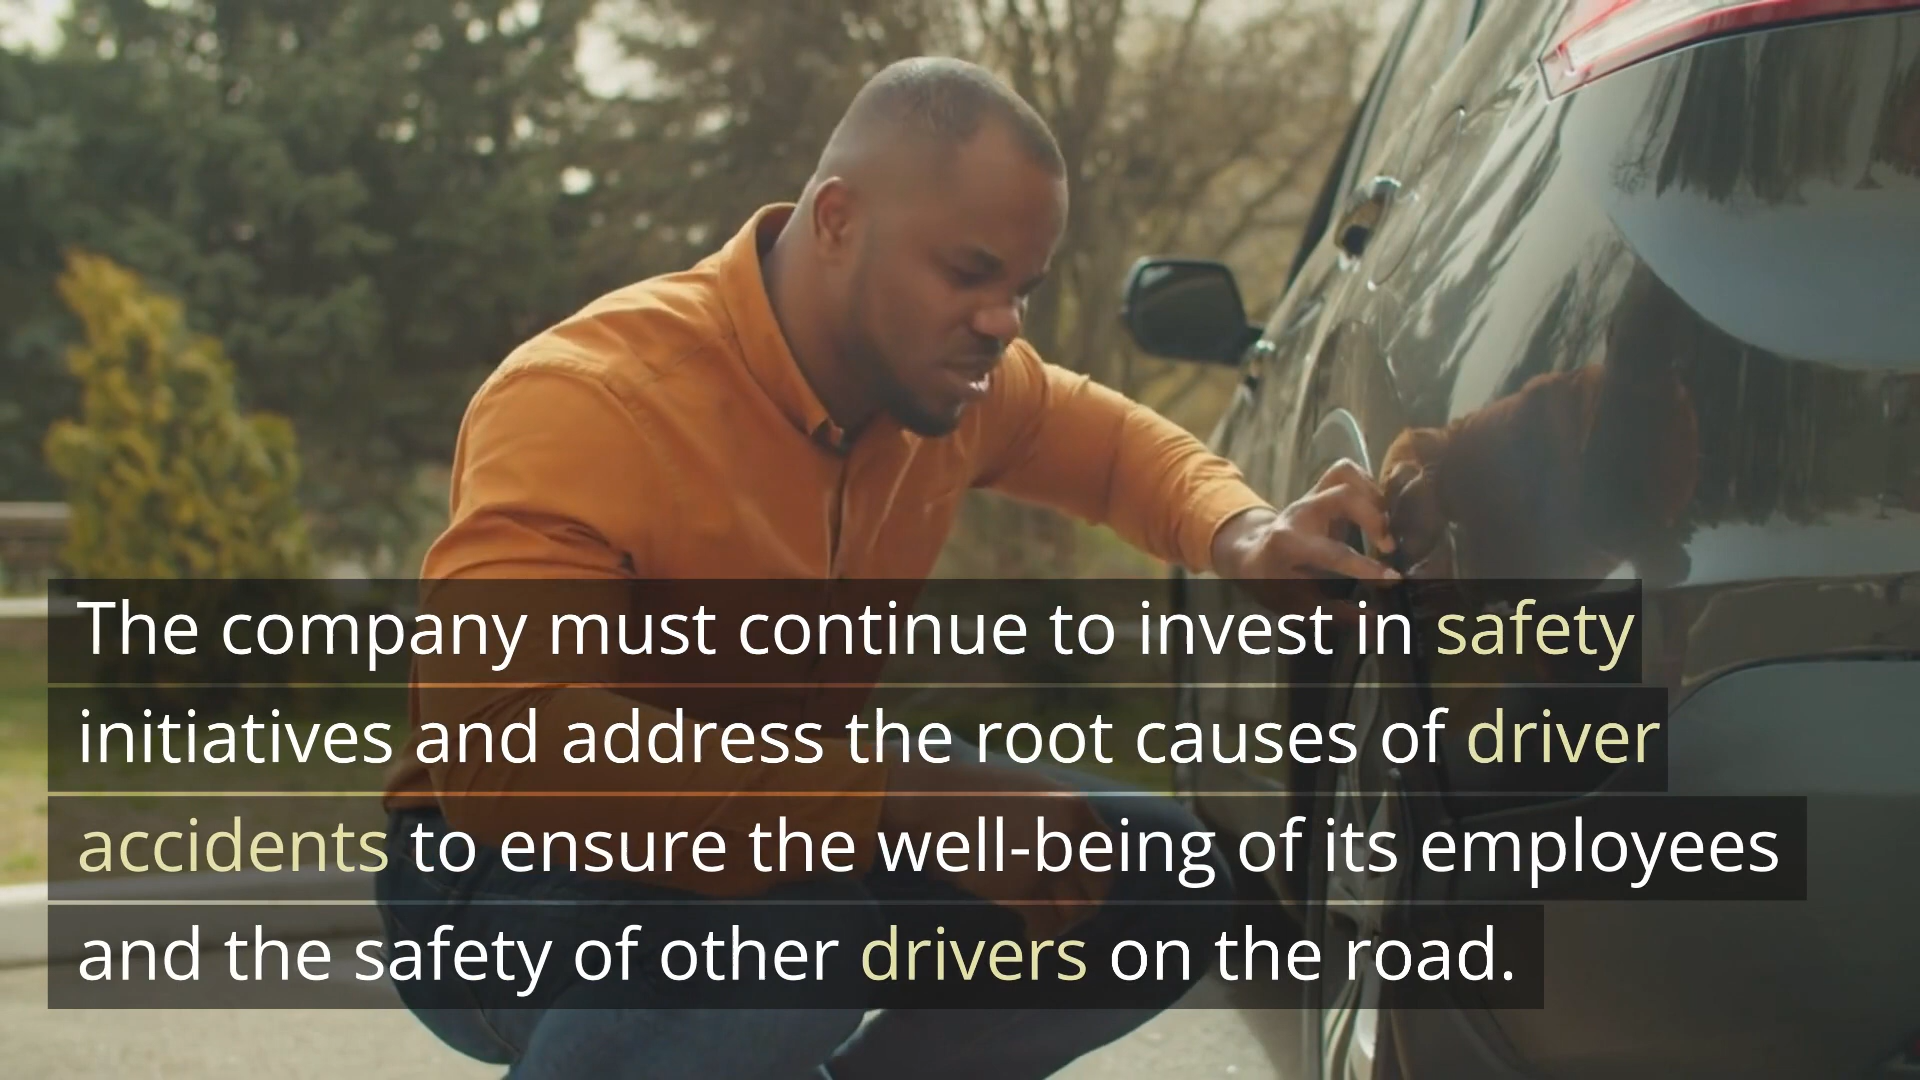 The company must continue to invest in safety
initiatives and address the root causes of driver
accidents to ensure the well-being of its employees
and the safety of other drivers on the road.